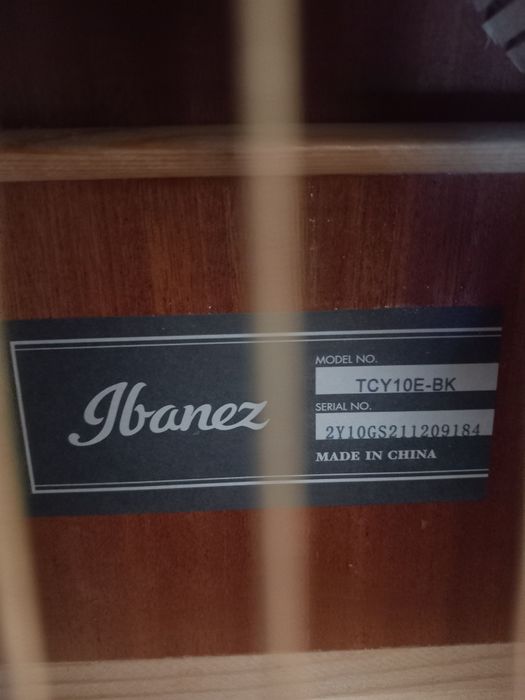 Ibanez
MODEL NO.
TCY10E-BK
SERIAL NO.
2Y10GS211209184
MADE IN CHINA